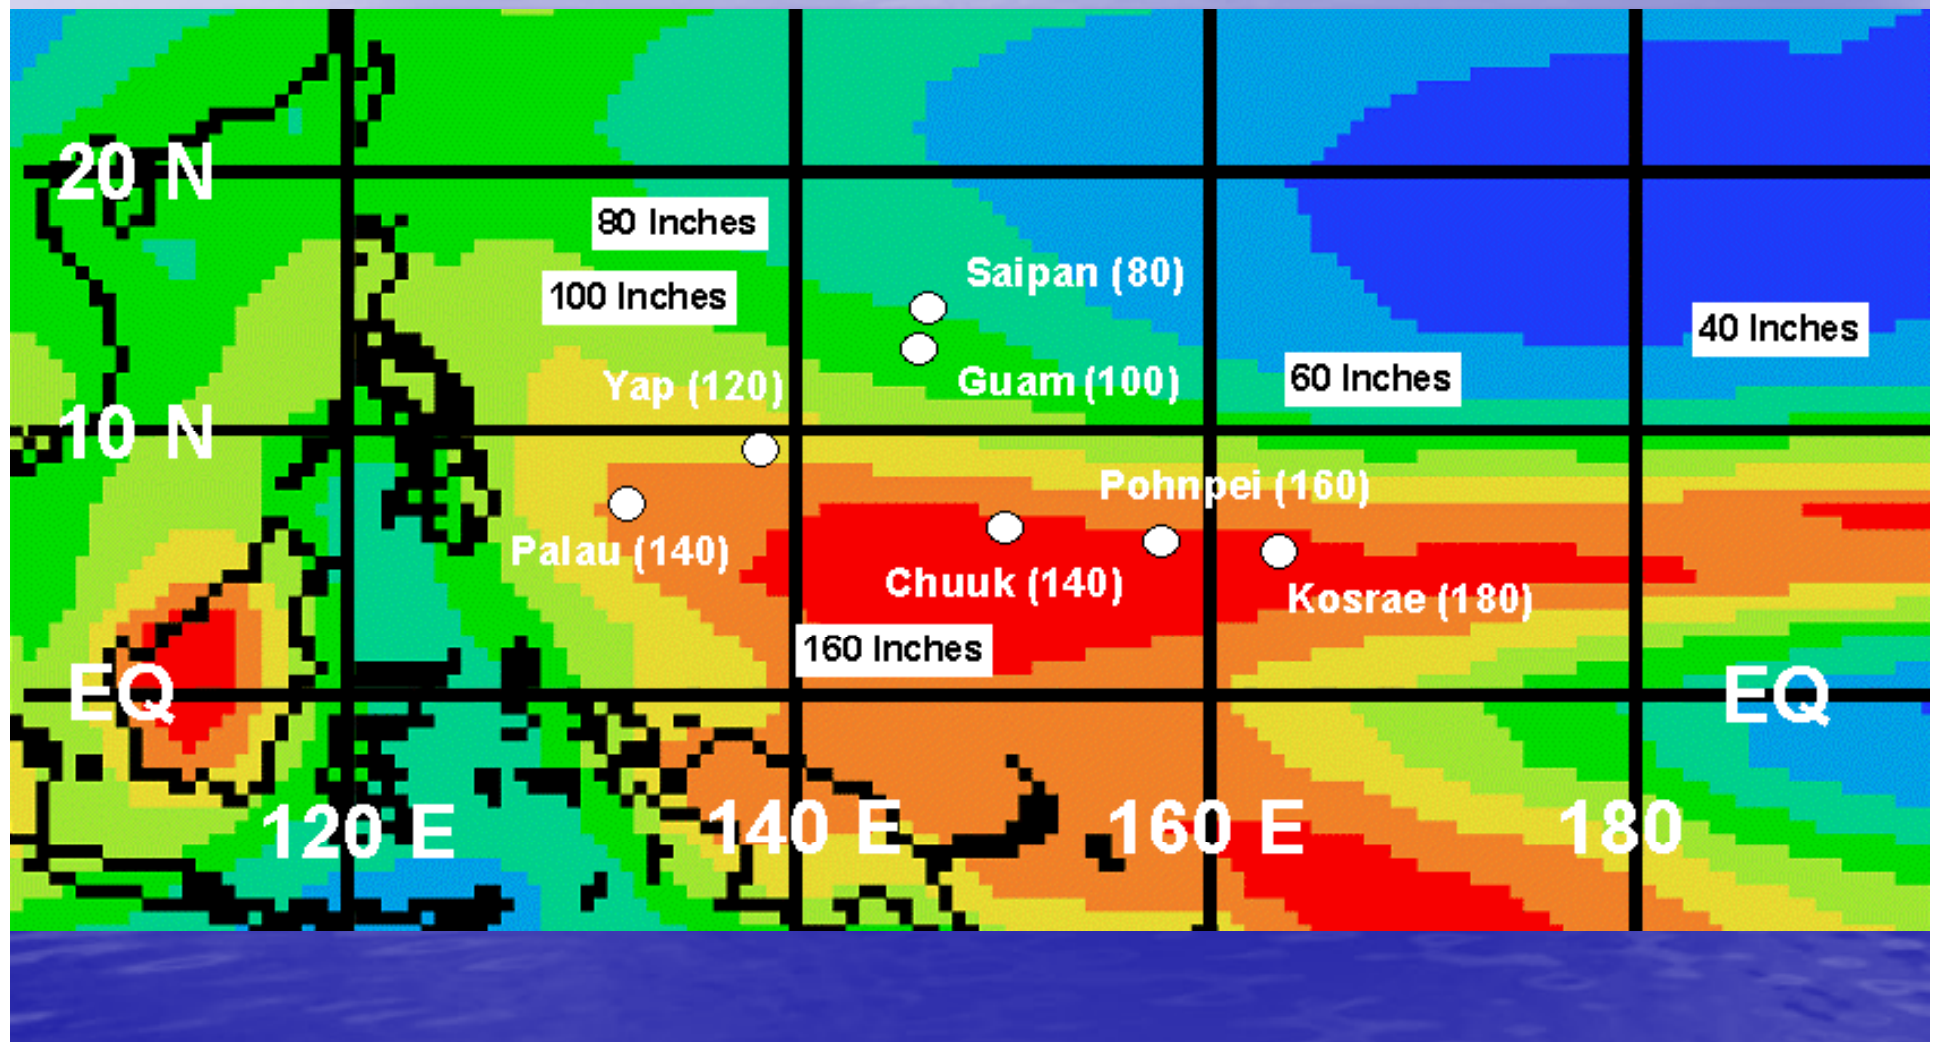 20 N
80 Inches
Saipan (80)
100 Inches
40 Inches
Yap (120)
Guam (100)
60 Inches
10 N
Pohnpei (160)
Palau (140)
Chuuk (140)
Kosrae (180)
160 Inches
EQ
EQ
120 E
140 E
160 E
180